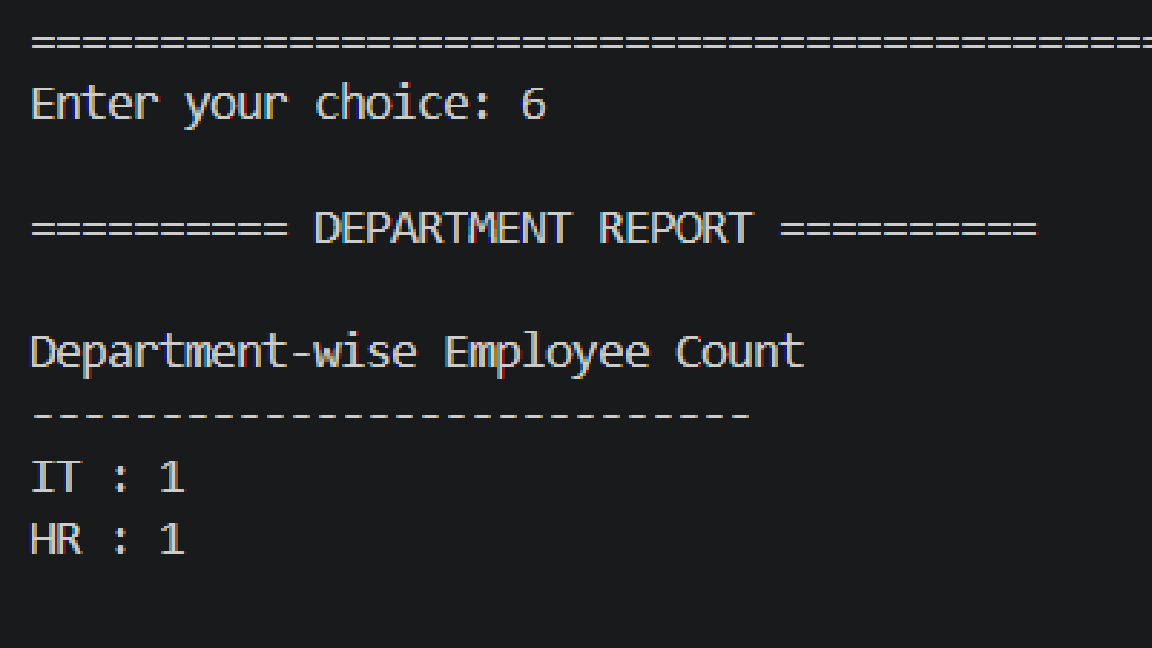 =============================================
Enter your choice: 6
========== DEPARTMENT REPORT ==========
Department-wise Employee Count
----------------------------
IT : 1
HR : 1